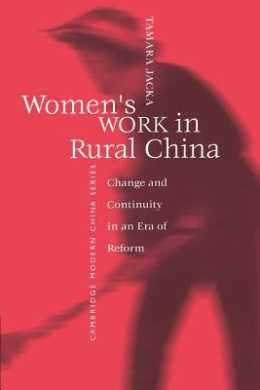 TAMARA JACKA
Women's
WORK in
Rural China
Change and
Continuity
in an Era of
Reform
CAMBRIDGE MODERN CHINA SERIES